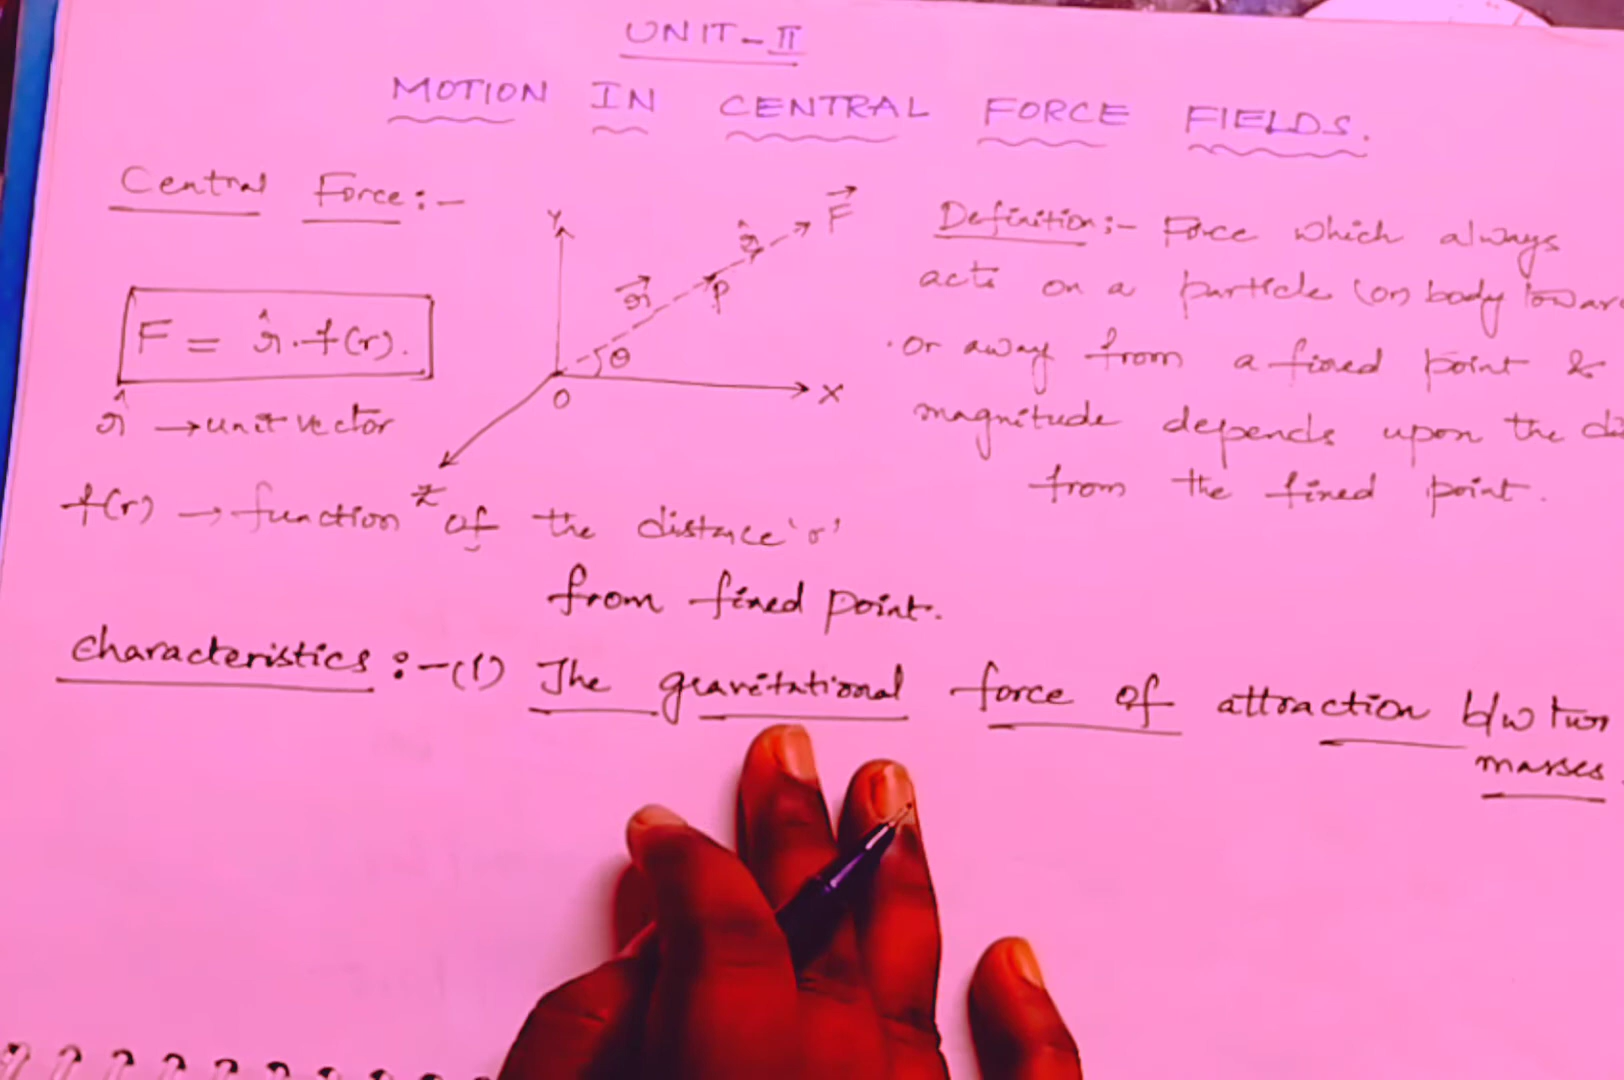 UNIT-II
MOTION IN CENTRAL FORCE FIELDS.
Central Force:-
F = r̂.f(r).
r̂ → unit vector
f(r) → function of the distance 'r'
from fixed point.
Y
X
Z
O
θ
r⃗
P
r̂
F⃗
Definition:- Force which always
acts on a particle (or) body
or away from a fixed point &
magnitude depends upon the
from the fixed point.
Characteristics:-(1) The gravitational force of attraction b/w two
masses.